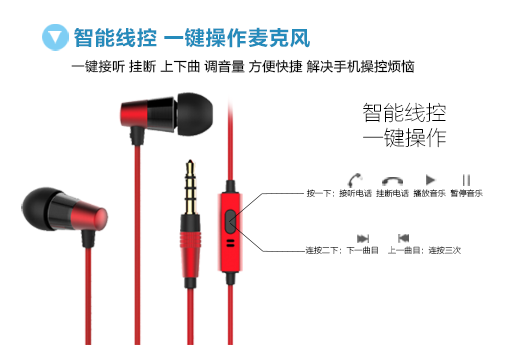 智能线控 一键操作麦克风
一键接听 挂断 上下曲 调音量 方便快捷 解决手机操控烦恼
智能线控
一键操作
按一下：接听电话 挂断电话 播放音乐 暂停音乐
连按二下：下一曲目 上一曲目：连按三次